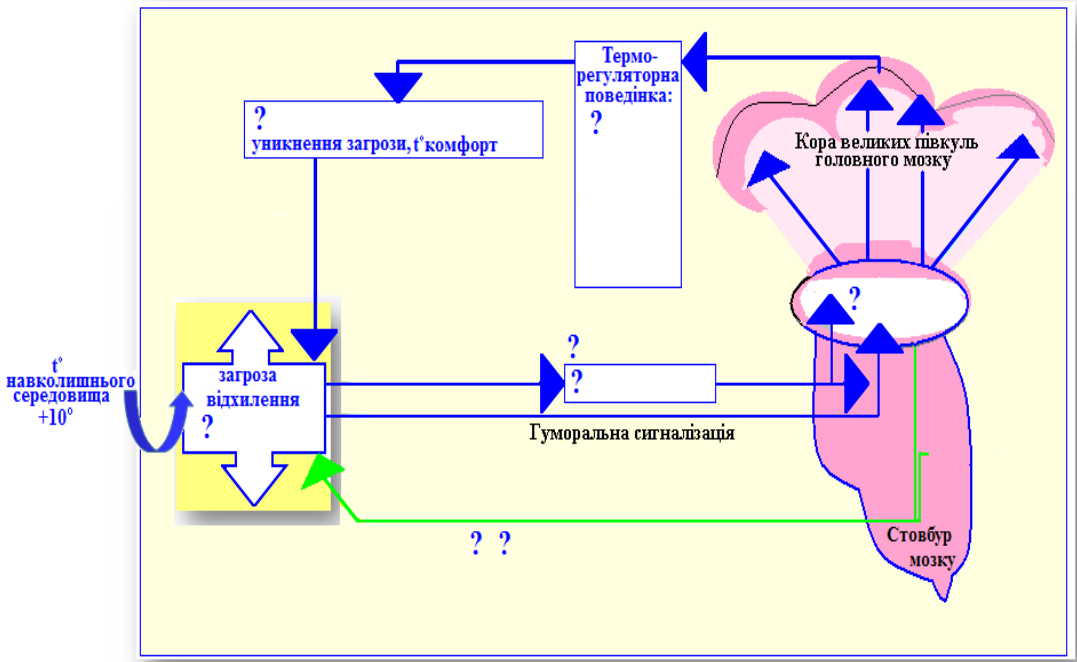 Термо-
регуляторна
поведінка:
?
?
уникнення загрози, t° комфорт
Кора великих півкуль
головного мозку
?
t°
навколишнього
середовища
+10°
загроза
відхилення
?
?
?
Гуморальна сигналізація
? ?
Стовбур
мозку